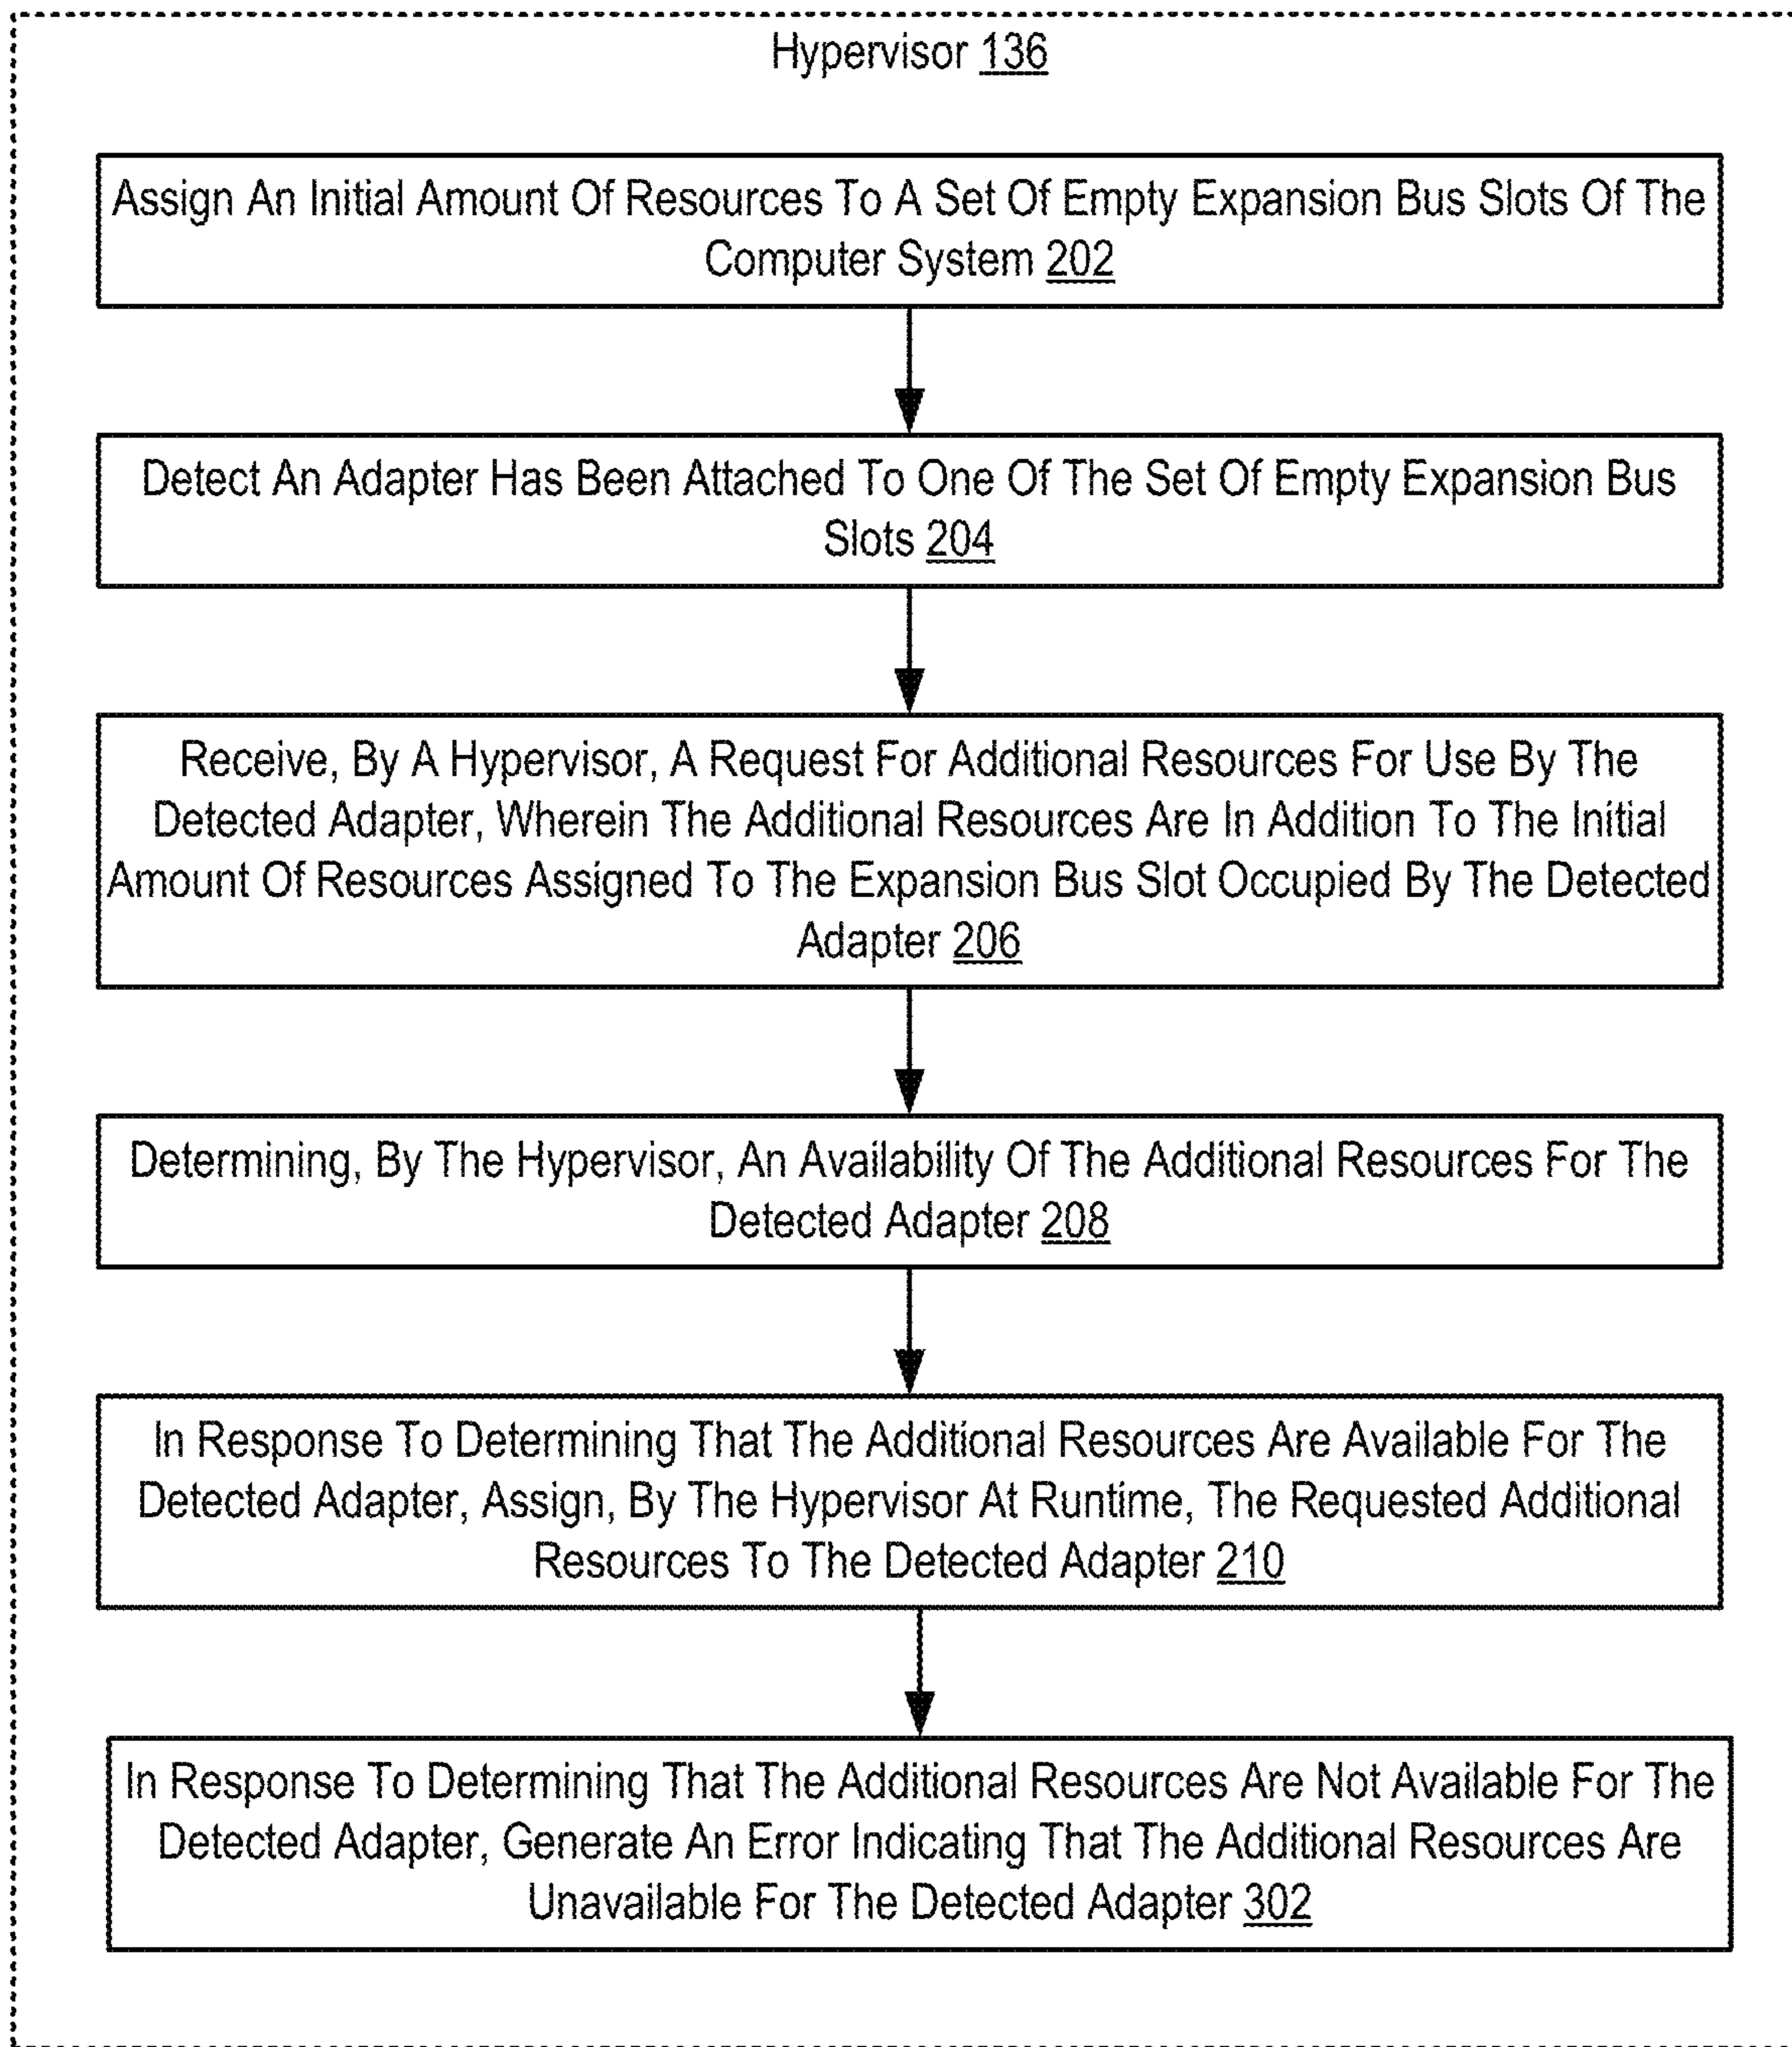 Hypervisor 136
Assign An Initial Amount Of Resources To A Set Of Empty Expansion Bus Slots Of The
Computer System 202
Detect An Adapter Has Been Attached To One Of The Set Of Empty Expansion Bus
Slots 204
Receive, By A Hypervisor, A Request For Additional Resources For Use By The
Detected Adapter, Wherein The Additional Resources Are In Addition To The Initial
Amount Of Resources Assigned To The Expansion Bus Slot Occupied By The Detected
Adapter 206
Determining, By The Hypervisor, An Availability Of The Additional Resources For The
Detected Adapter 208
In Response To Determining That The Additional Resources Are Available For The
Detected Adapter, Assign, By The Hypervisor At Runtime, The Requested Additional
Resources To The Detected Adapter 210
In Response To Determining That The Additional Resources Are Not Available For The
Detected Adapter, Generate An Error Indicating That The Additional Resources Are
Unavailable For The Detected Adapter 302